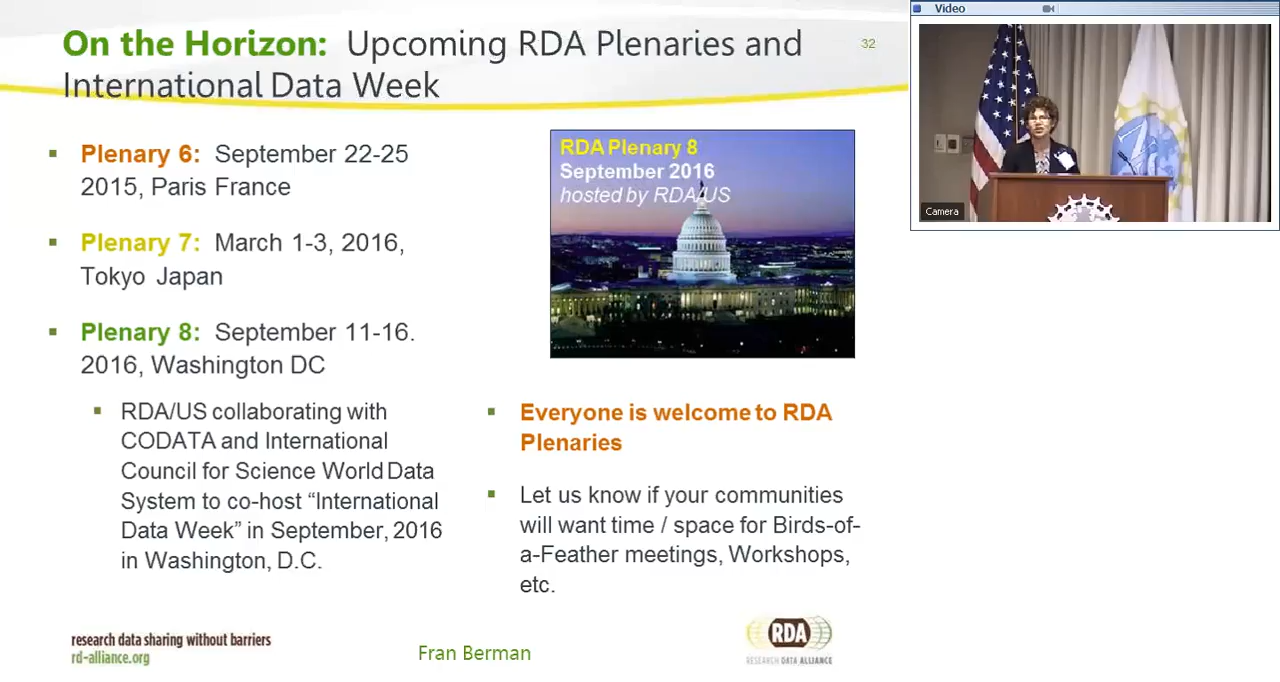 On the Horizon: Upcoming RDA Plenaries and
International Data Week
32
▪ Plenary 6: September 22-25
2015, Paris France
▪ Plenary 7: March 1-3, 2016,
Tokyo Japan
▪ Plenary 8: September 11-16.
2016, Washington DC
▪ RDA/US collaborating with
CODATA and International
Council for Science World Data
System to co-host “International
Data Week” in September, 2016
in Washington, D.C.
RDA Plenary 8
September 2016
hosted by RDA/US
▪ Everyone is welcome to RDA
Plenaries
▪ Let us know if your communities
will want time / space for Birds-of-
a-Feather meetings, Workshops,
etc.
research data sharing without barriers
rd-alliance.org
Fran Berman
RDA
RESEARCH DATA ALLIANCE
Video
Camera